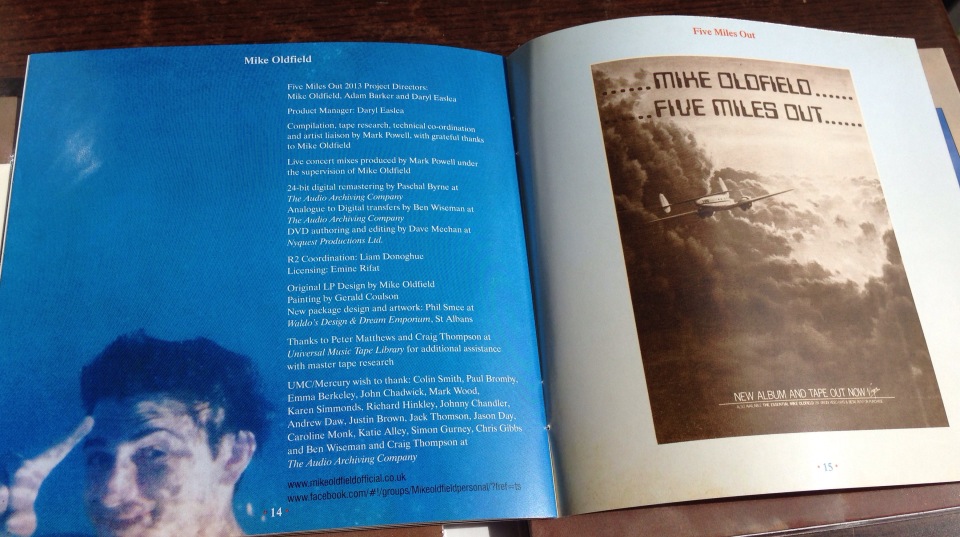 Mike Oldfield
Five Miles Out 2013 Project Directors:
Mike Oldfield, Adam Barker and Daryl Easlea
Product Manager: Daryl Easlea
Compilation, tape research, technical co-ordination
and artist liaison by Mark Powell, with grateful thanks
to Mike Oldfield
Live concert mixes produced by Mark Powell under
the supervision of Mike Oldfield
24-bit digital remastering by Paschal Byrne at
The Audio Archiving Company
Analogue to Digital transfers by Ben Wiseman at
The Audio Archiving Company
DVD authoring and editing by Dave Meehan at
Nyquest Productions Ltd.
R2 Coordination: Liam Donoghue
Licensing: Emine Rifat
Original LP Design by Mike Oldfield
Painting by Gerald Coulson
New package design and artwork: Phil Smee at
Waldo's Design & Dream Emporium, St Albans
Thanks to Peter Matthews and Craig Thompson at
Universal Music Tape Library for additional assistance
with master tape research
UMC/Mercury wish to thank: Colin Smith, Paul Bromby,
Emma Berkeley, John Chadwick, Mark Wood,
Karen Simmonds, Richard Hinkley, Johnny Chandler,
Andrew Daw, Justin Brown, Jack Thomson, Jason Day,
Caroline Monk, Katie Alley, Simon Gurney, Chris Gibbs
and Ben Wiseman and Craig Thompson at
The Audio Archiving Company
www.mikeoldfieldofficial.co.uk
www.facebook.com/#!/groups/Mikeoldfieldpersonal/?fref=ts
14
Five Miles Out
......MIKE OLDFIELD......
..FIVE MILES OUT......
NEW ALBUM AND TAPE OUT NOW Virgin
• 15 •